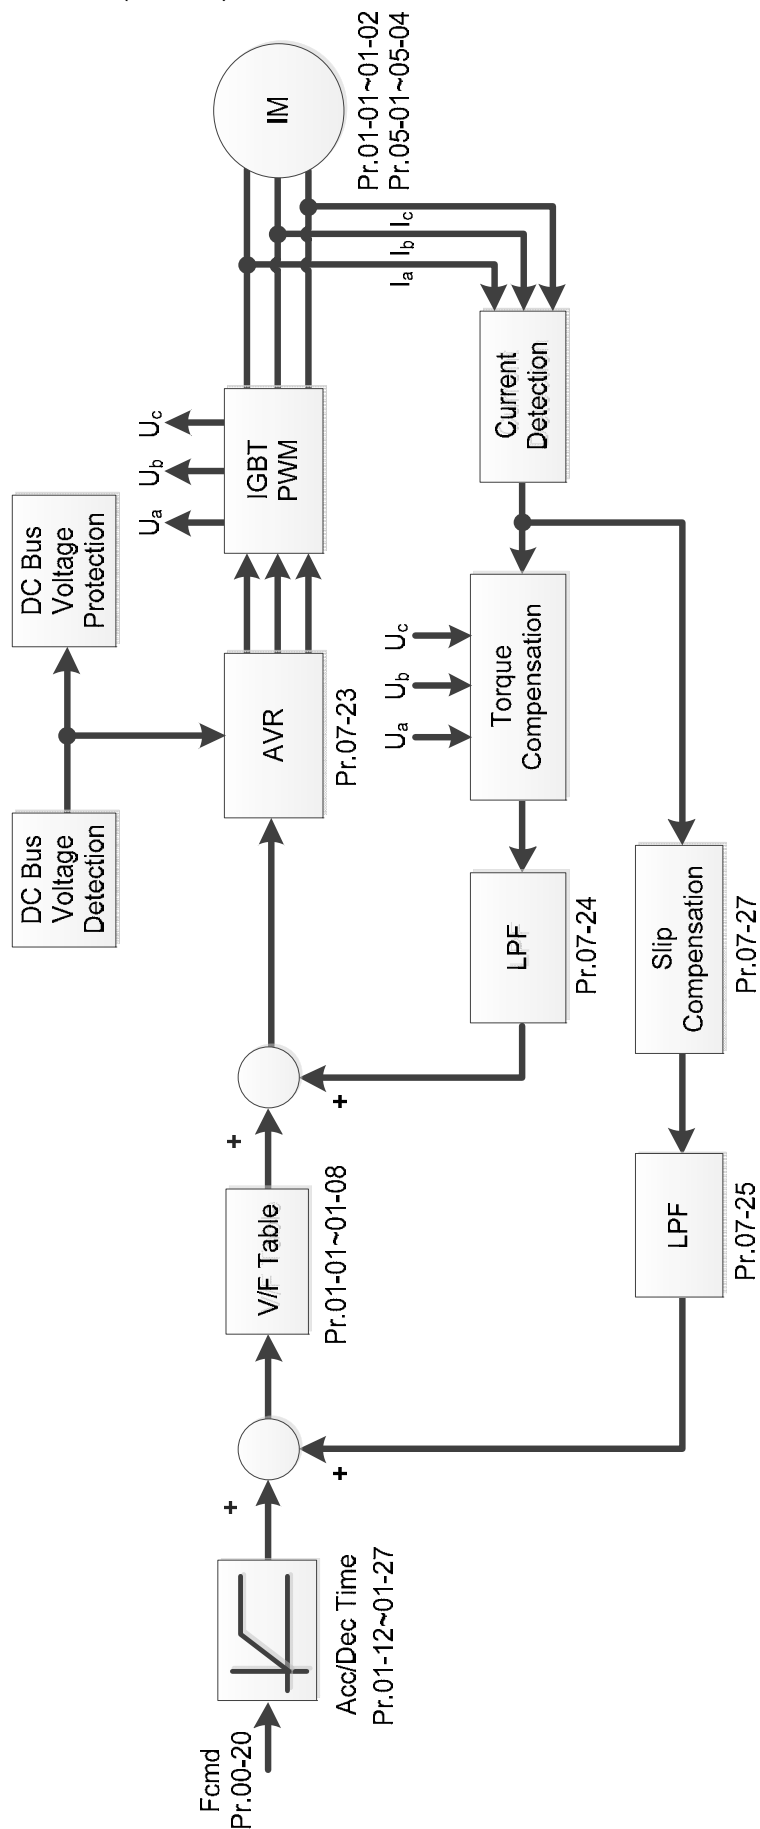 DC Bus
Voltage
Detection
DC Bus
Voltage
Protection
Ua
Ub
Uc
Fcmd
Pr.00-20
Acc/Dec Time
Pr.01-12~01-27
+
+
V/F Table
Pr.01-01~01-08
+
+
AVR
Pr.07-23
IGBT
PWM
IM
Pr.01-01~01-02
Pr.05-01~05-04
Ia
Ib
Ic
Current
Detection
Ua
Ub
Uc
Torque
Compensation
LPF
Pr.07-24
Slip
Compensation
Pr.07-27
LPF
Pr.07-25